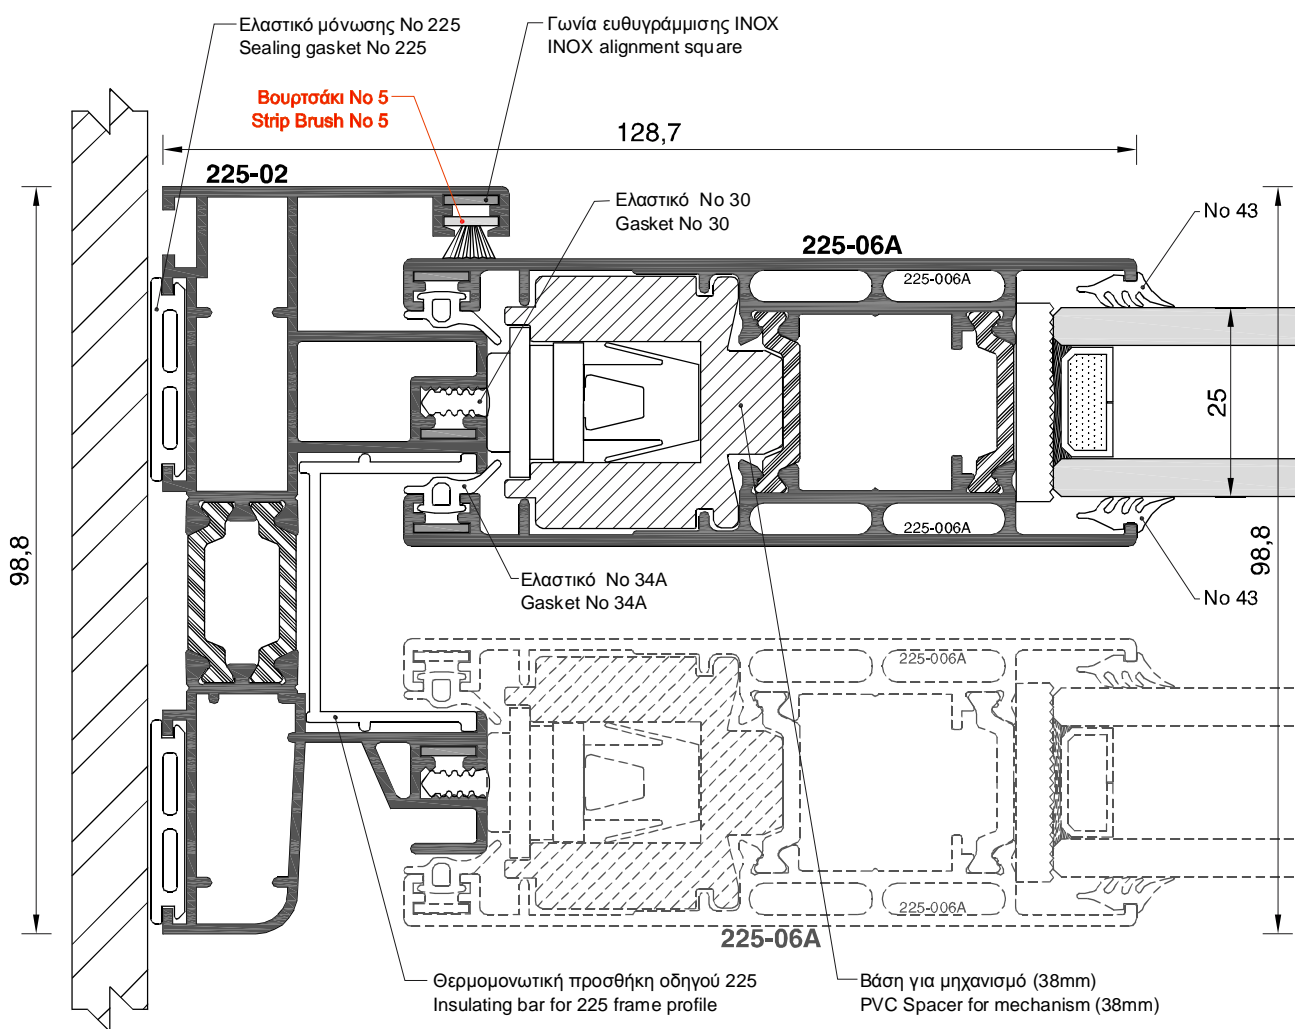 Ελαστικό μόνωσης No 225
Sealing gasket No 225
Γωνία ευθυγράμμισης INOX
INOX alignment square
Βουρτσάκι No 5
Strip Brush No 5
128,7
225-02
Ελαστικό No 30
Gasket No 30
No 43
225-06A
225-006A
25
225-006A
98,8
98,8
Ελαστικό No 34A
Gasket No 34A
No 43
225-006A
225-006A
225-06A
Θερμομονωτική προσθήκη οδηγού 225
Insulating bar for 225 frame profile
Βάση για μηχανισμό (38mm)
PVC Spacer for mechanism (38mm)